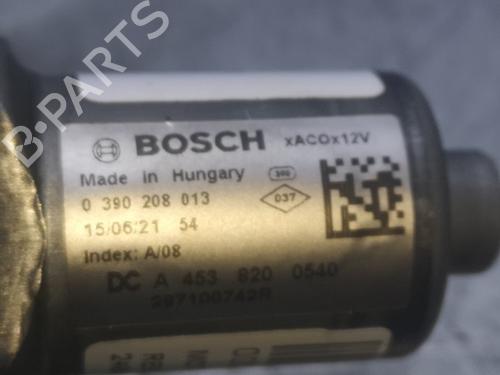 B-PARTS
BOSCH xACOx12V
Made in Hungary
0 390 208 013 037
15/06/21 54
Index: A/08
DC A 453 820 0540
287100742R